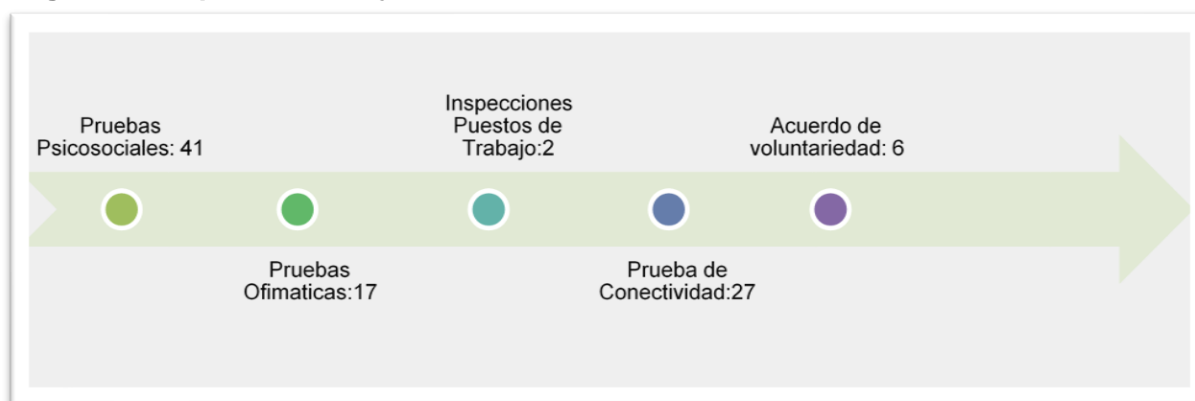 Pruebas
Psicosociales: 41
Pruebas
Ofimaticas:17
Inspecciones
Puestos de
Trabajo:2
Prueba de
Conectividad:27
Acuerdo de
voluntariedad: 6